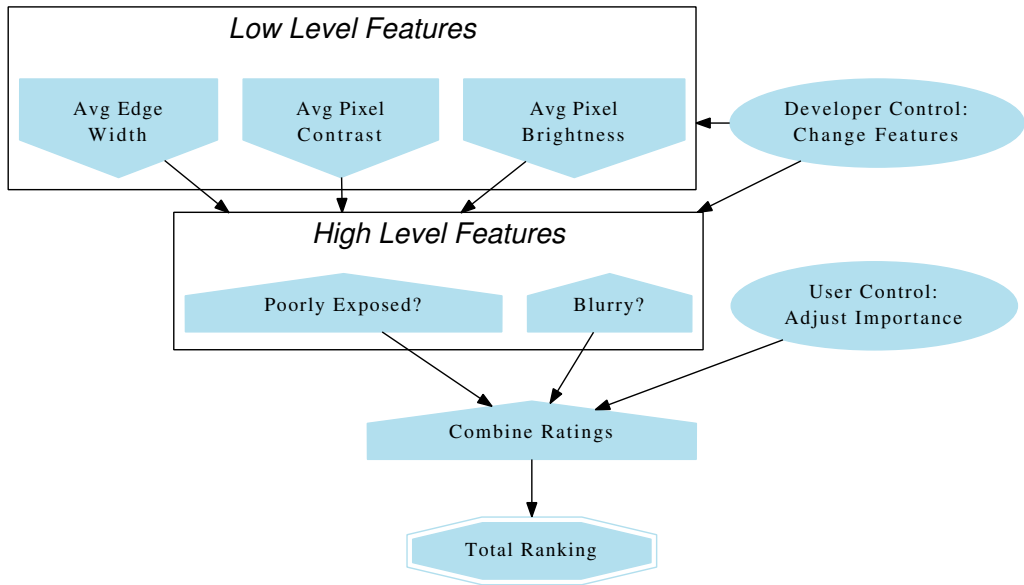 Low Level Features
Avg Edge
Width
Avg Pixel
Contrast
Avg Pixel
Brightness
Developer Control:
Change Features
High Level Features
Poorly Exposed?
Blurry?
User Control:
Adjust Importance
Combine Ratings
Total Ranking